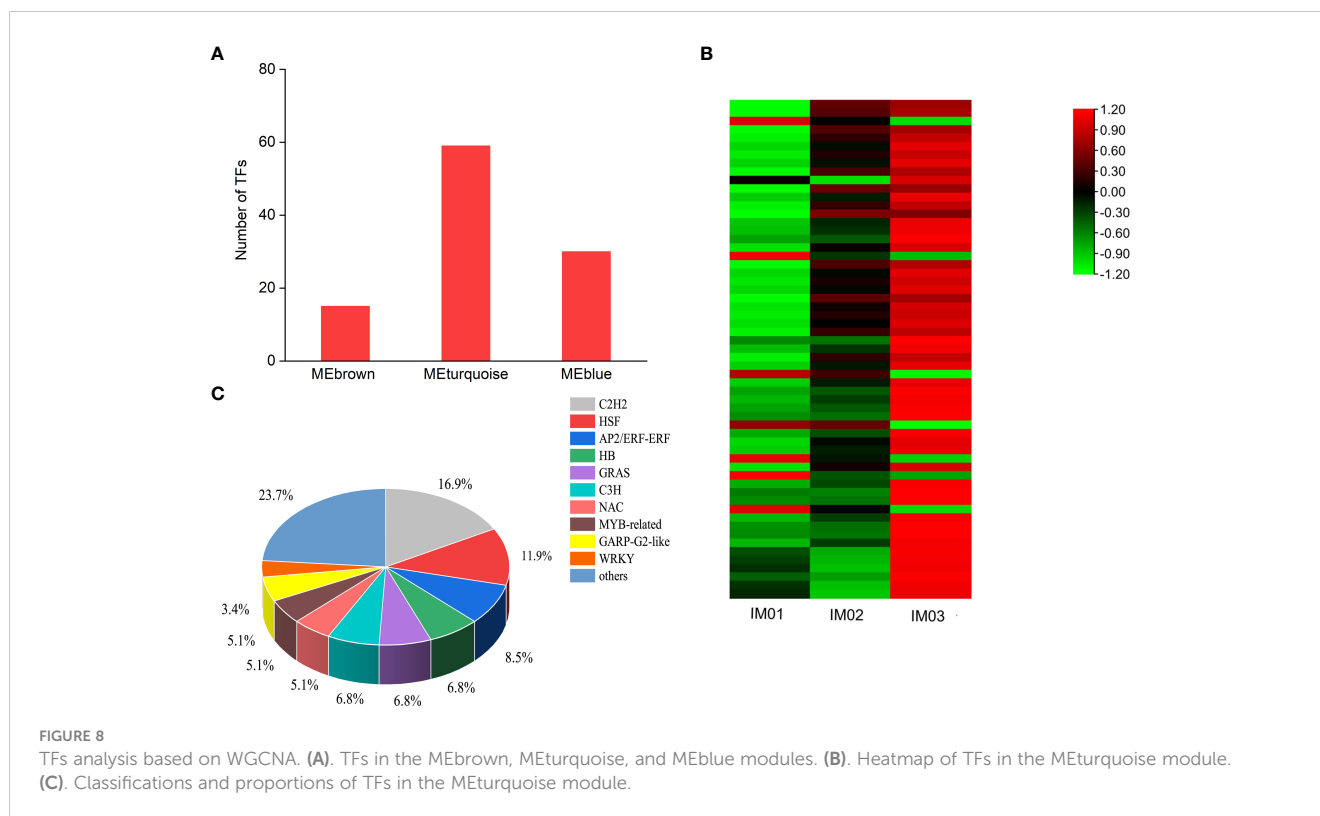 A
80
60
40
20
0
Number of TFs
MEbrown
MEturquoise
MEblue
B
1.20
0.90
0.60
0.30
0.00
-0.30
-0.60
-0.90
-1.20
IM01
IM02
IM03
C
C2H2
HSF
AP2/ERF-ERF
HB
GRAS
C3H
NAC
MYB-related
GARP-G2-like
WRKY
others
16.9%
11.9%
8.5%
6.8%
6.8%
6.8%
5.1%
5.1%
5.1%
3.4%
23.7%
FIGURE 8
TFs analysis based on WGCNA. (A). TFs in the MEbrown, MEturquoise, and MEblue modules. (B). Heatmap of TFs in the MEturquoise module.
(C). Classifications and proportions of TFs in the MEturquoise module.